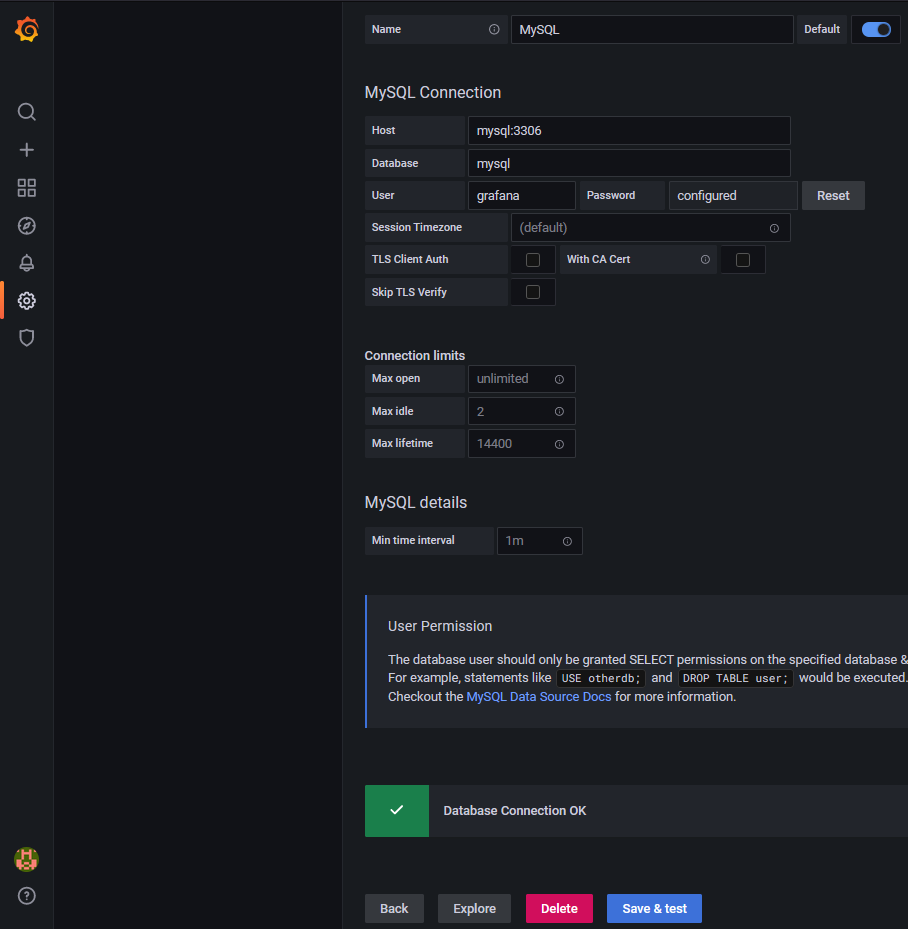 Name MySQL Default
MySQL Connection
Host mysql:3306
Database mysql
User grafana Password configured Reset
Session Timezone (default)
TLS Client Auth With CA Cert
Skip TLS Verify
Connection limits
Max open unlimited
Max idle 2
Max lifetime 14400
MySQL details
Min time interval 1m
User Permission
The database user should only be granted SELECT permissions on the specified database &
For example, statements like USE otherdb; and DROP TABLE user; would be executed.
Checkout the MySQL Data Source Docs for more information.
Database Connection OK
Back Explore Delete Save & test